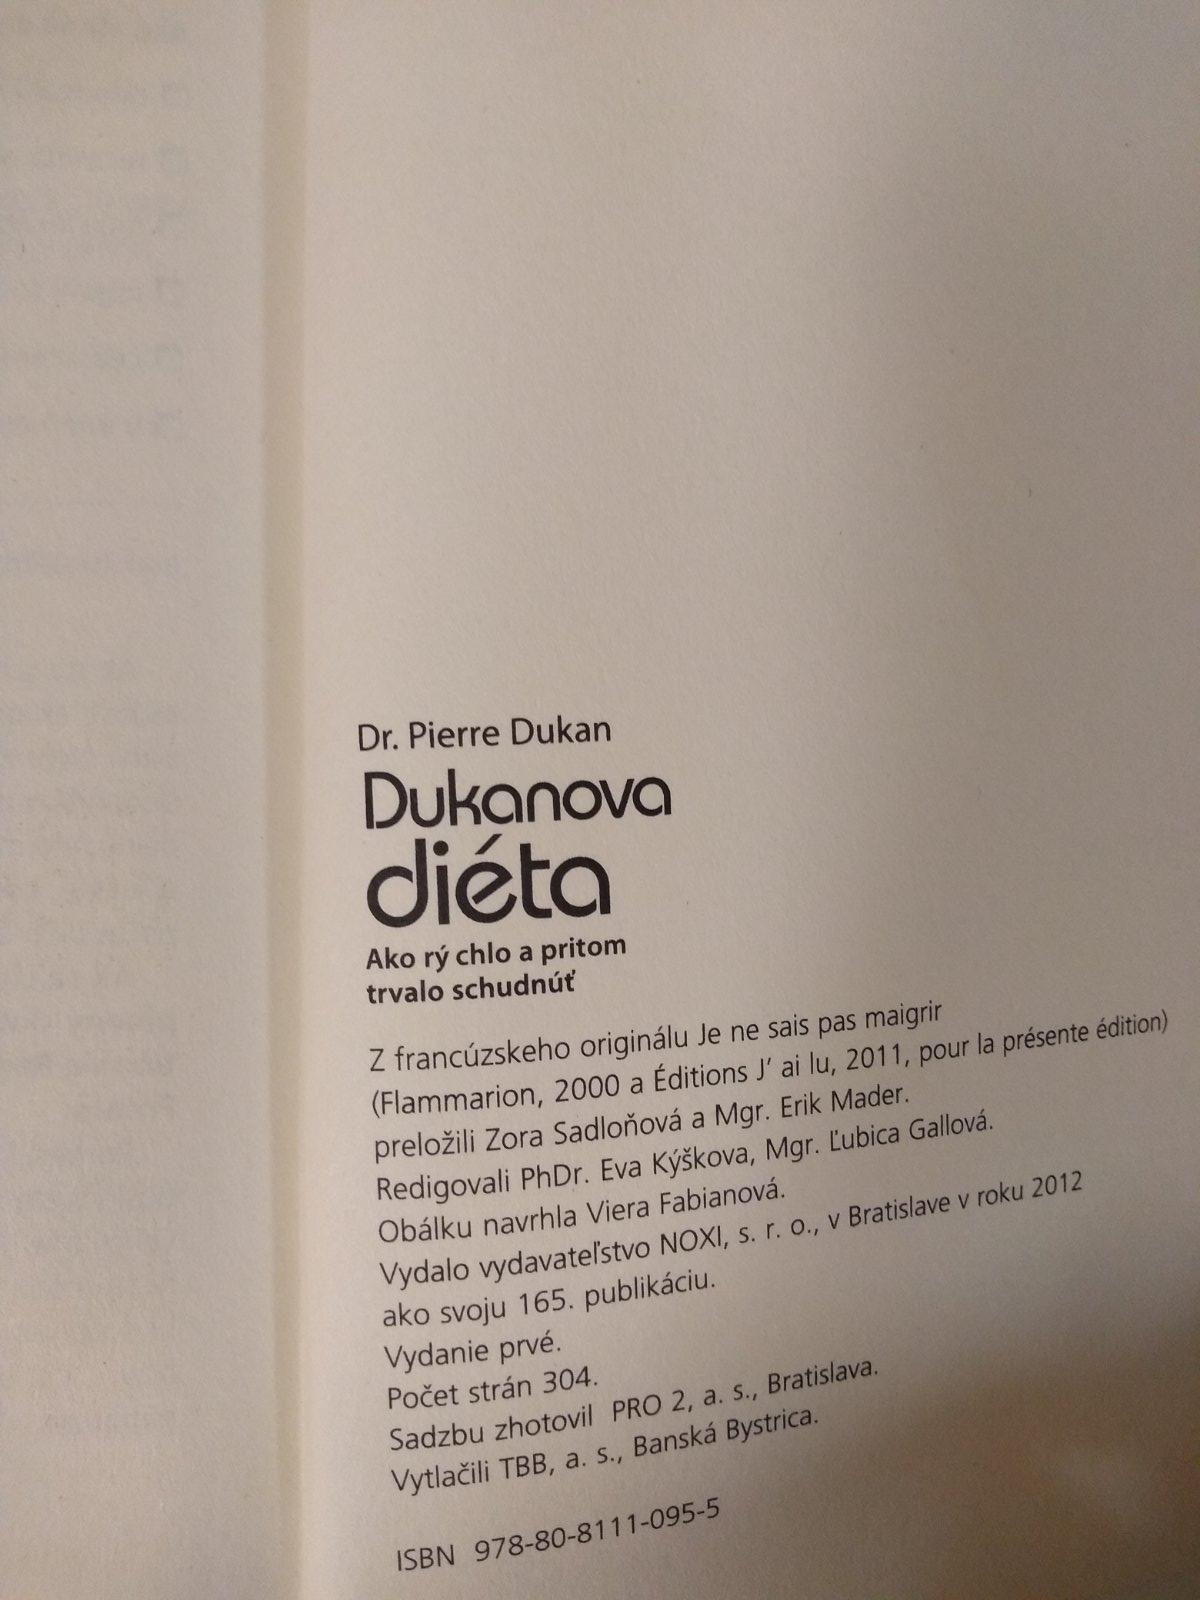 Dr. Pierre Dukan
Dukanova
diéta
Ako rý chlo a pritom
trvalo schudnúť
Z francúzskeho originálu Je ne sais pas maigrir
(Flammarion, 2000 a Éditions J’ ai lu, 2011, pour la présente édition)
preložili Zora Sadloňová a Mgr. Erik Mader.
Redigovali PhDr. Eva Kýškova, Mgr. Ľubica Gallová.
Obálku navrhla Viera Fabianová.
Vydalo vydavateľstvo NOXI, s. r. o., v Bratislave v roku 2012
ako svoju 165. publikáciu.
Vydanie prvé.
Počet strán 304.
Sadzbu zhotovil PRO 2, a. s., Bratislava.
Vytlačili TBB, a. s., Banská Bystrica.
ISBN 978-80-8111-095-5